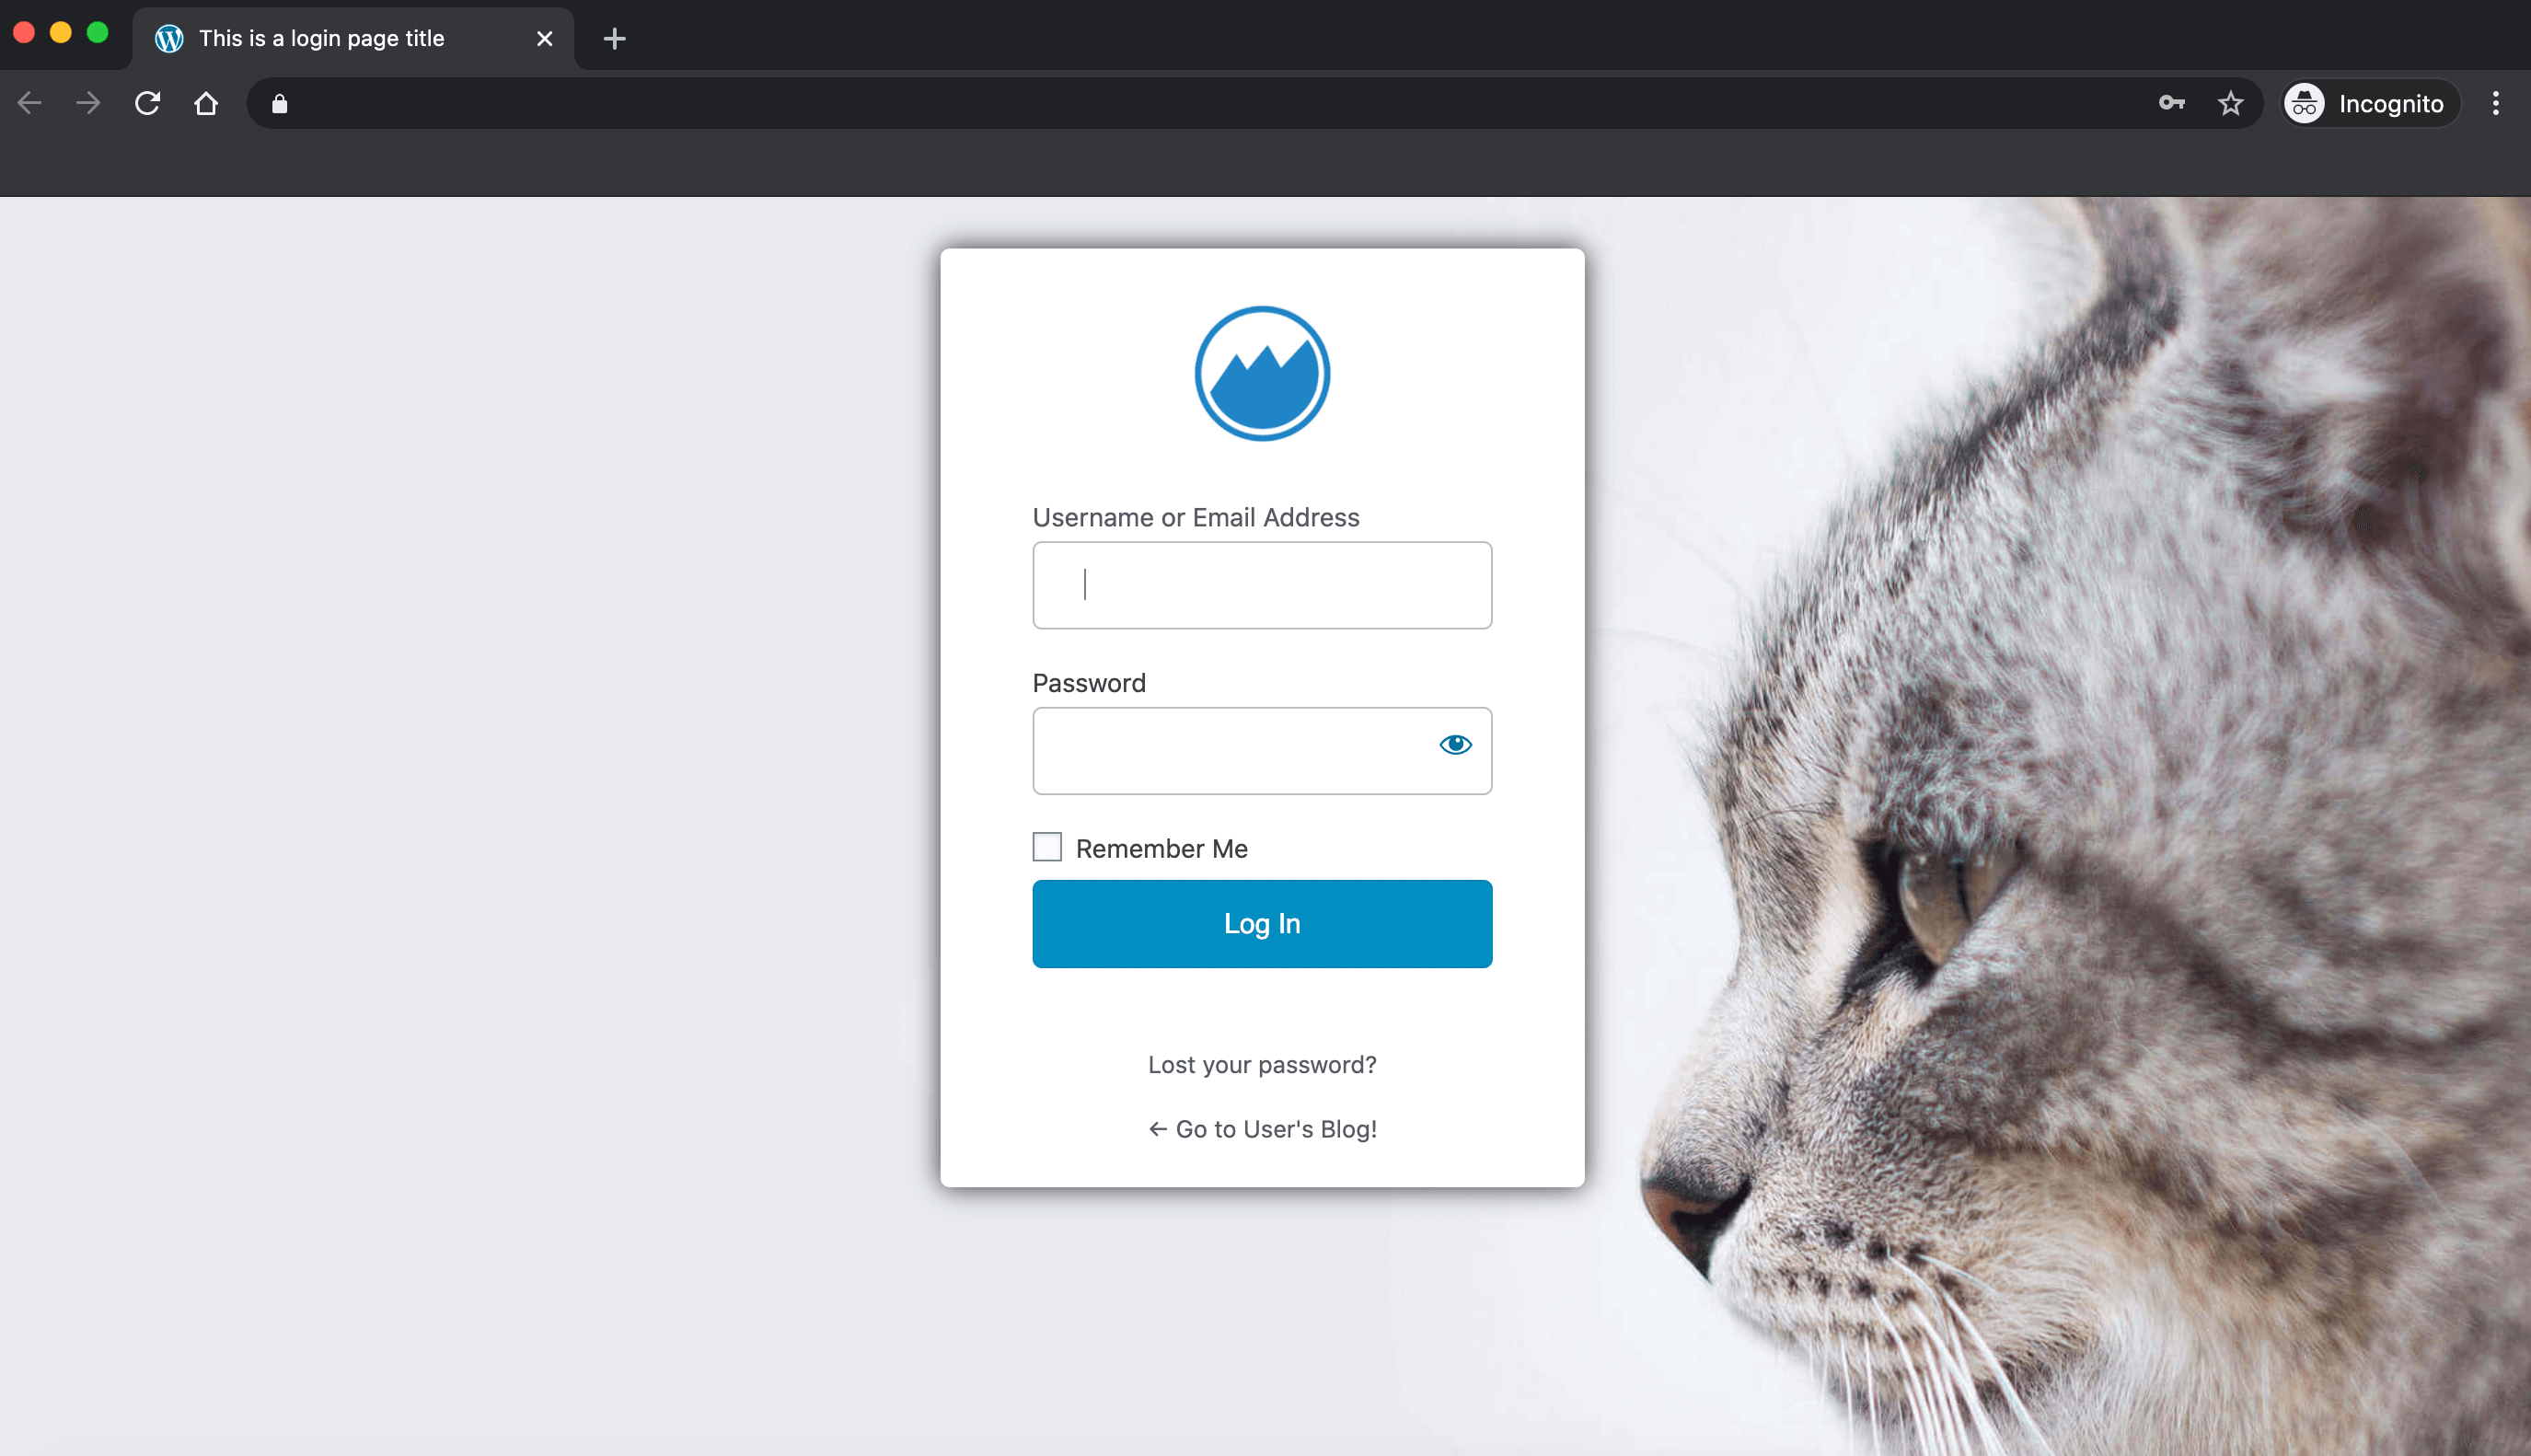 This is a login page title
Incognito
Username or Email Address
Password
Remember Me
Log In
Lost your password?
← Go to User's Blog!